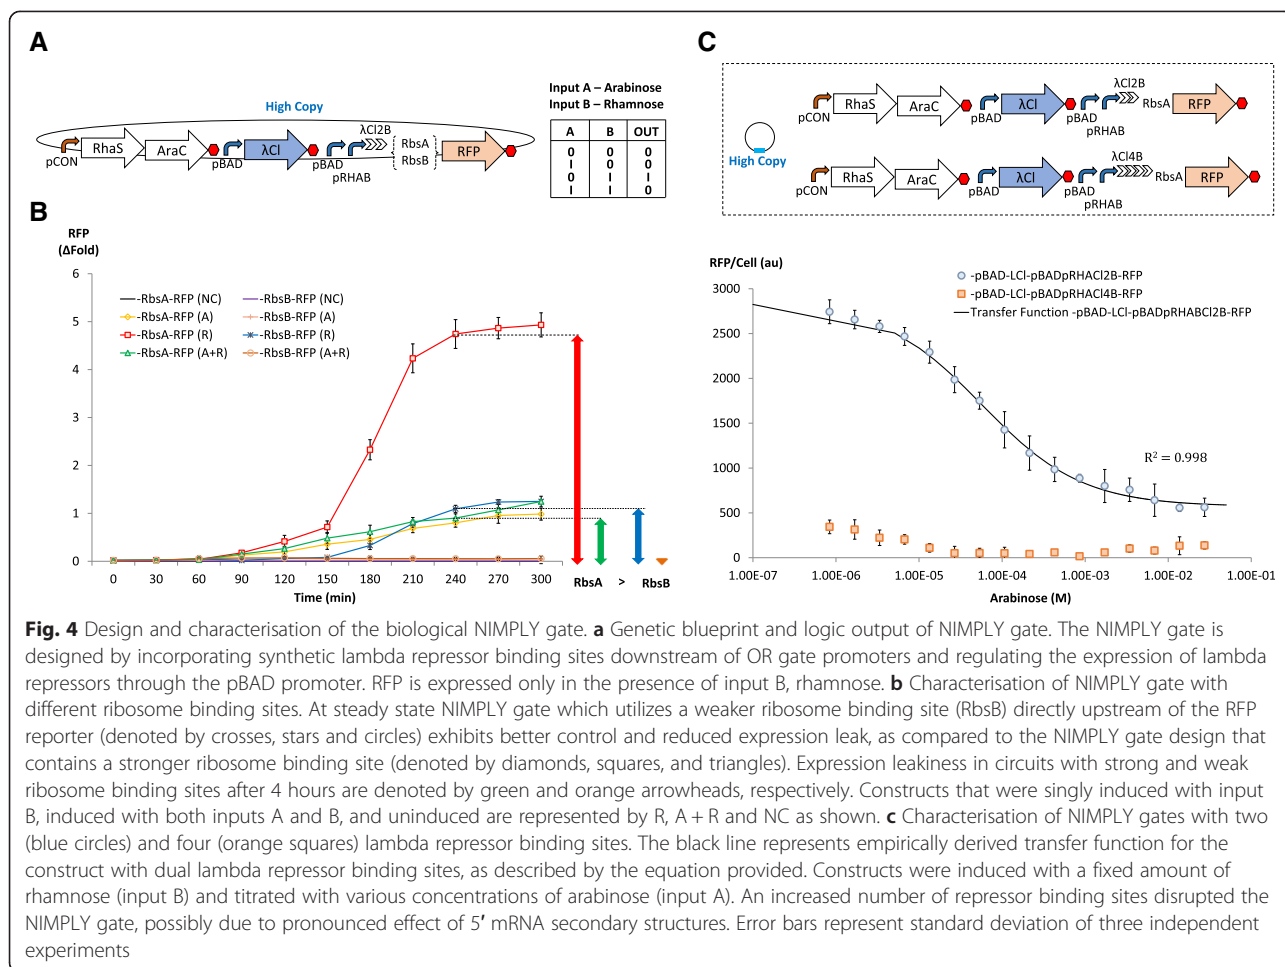 A
High Copy
λCI2B
RbsA
RbsB
pCON
RhaS
AraC
pBAD
λCI
pBAD
pRHAB
RFP
Input A – Arabinose
Input B – Rhamnose
A B OUT
0 0 0
I 0 0
0 I I
I I 0
B
RFP
(ΔFold)
6
5
4
3
2
1
0
-RbsA-RFP (NC)
-RbsA-RFP (A)
-RbsA-RFP (R)
-RbsA-RFP (A+R)
-RbsB-RFP (NC)
-RbsB-RFP (A)
-RbsB-RFP (R)
-RbsB-RFP (A+R)
0 30 60 90 120 150 180 210 240 270 300
Time (min)
RbsA > RbsB
C
High Copy
λCI2B
pCON
RhaS
AraC
pBAD
λCI
pBAD
pRHAB
RbsA
RFP
λCI4B
pCON
RhaS
AraC
pBAD
λCI
pBAD
pRHAB
RbsA
RFP
RFP/Cell (au)
3000
2500
2000
1500
1000
500
0
-pBAD-LCI-pBADpRHACI2B-RFP
-pBAD-LCI-pBADpRHACI4B-RFP
Transfer Function -pBAD-LCI-pBADpRHABCI2B-RFP
R² = 0.998
1.00E-07 1.00E-06 1.00E-05 1.00E-04 1.00E-03 1.00E-02 1.00E-01
Arabinose (M)
Fig. 4 Design and characterisation of the biological NIMPLY gate. a Genetic blueprint and logic output of NIMPLY gate. The NIMPLY gate is
designed by incorporating synthetic lambda repressor binding sites downstream of OR gate promoters and regulating the expression of lambda
repressors through the pBAD promoter. RFP is expressed only in the presence of input B, rhamnose. b Characterisation of NIMPLY gate with
different ribosome binding sites. At steady state NIMPLY gate which utilizes a weaker ribosome binding site (RbsB) directly upstream of the RFP
reporter (denoted by crosses, stars and circles) exhibits better control and reduced expression leak, as compared to the NIMPLY gate design that
contains a stronger ribosome binding site (denoted by diamonds, squares, and triangles). Expression leakiness in circuits with strong and weak
ribosome binding sites after 4 hours are denoted by green and orange arrowheads, respectively. Constructs that were singly induced with input
B, induced with both inputs A and B, and uninduced are represented by R, A + R and NC as shown. c Characterisation of NIMPLY gates with two
(blue circles) and four (orange squares) lambda repressor binding sites. The black line represents empirically derived transfer function for the
construct with dual lambda repressor binding sites, as described by the equation provided. Constructs were induced with a fixed amount of
rhamnose (input B) and titrated with various concentrations of arabinose (input A). An increased number of repressor binding sites disrupted the
NIMPLY gate, possibly due to pronounced effect of 5′ mRNA secondary structures. Error bars represent standard deviation of three independent
experiments